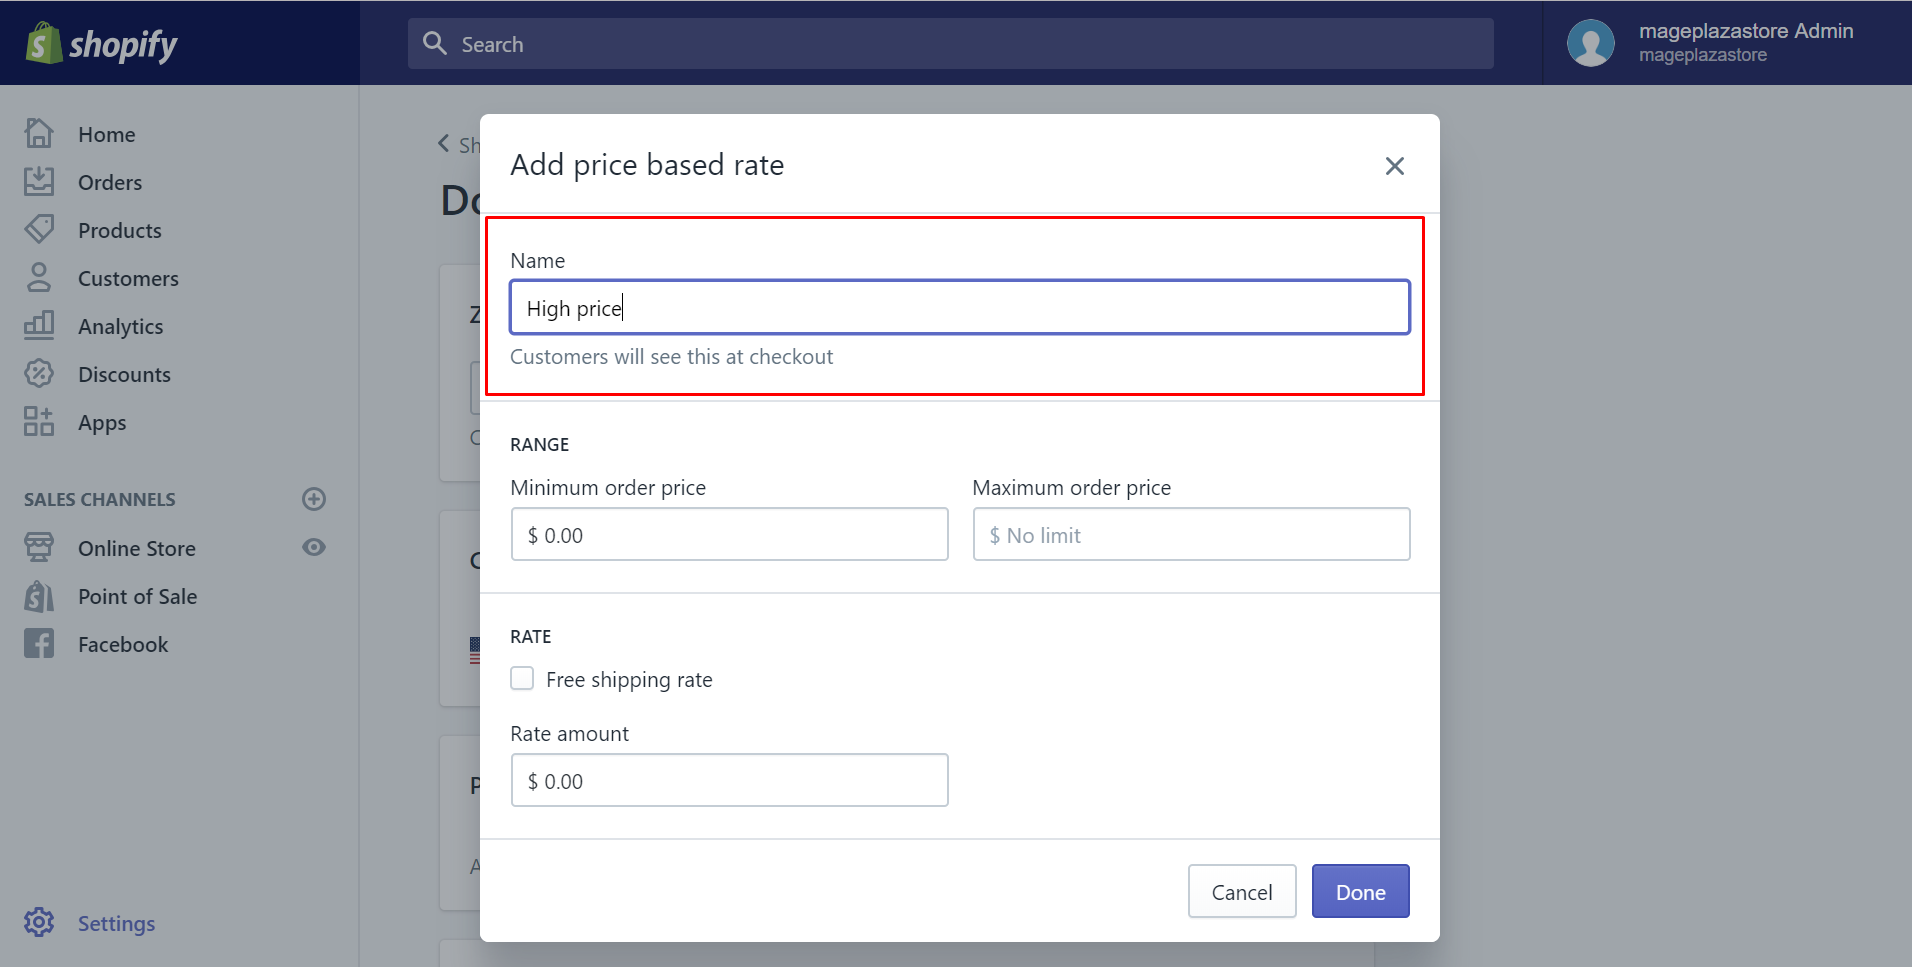 shopify
Search
mageplazastore Admin
mageplazastore
Home
Orders
Products
Customers
Analytics
Discounts
Apps
SALES CHANNELS
Online Store
Point of Sale
Facebook
Settings
Add price based rate
Name
High price
Customers will see this at checkout
RANGE
Minimum order price
Maximum order price
$ 0.00
$ No limit
RATE
Free shipping rate
Rate amount
$ 0.00
Cancel
Done